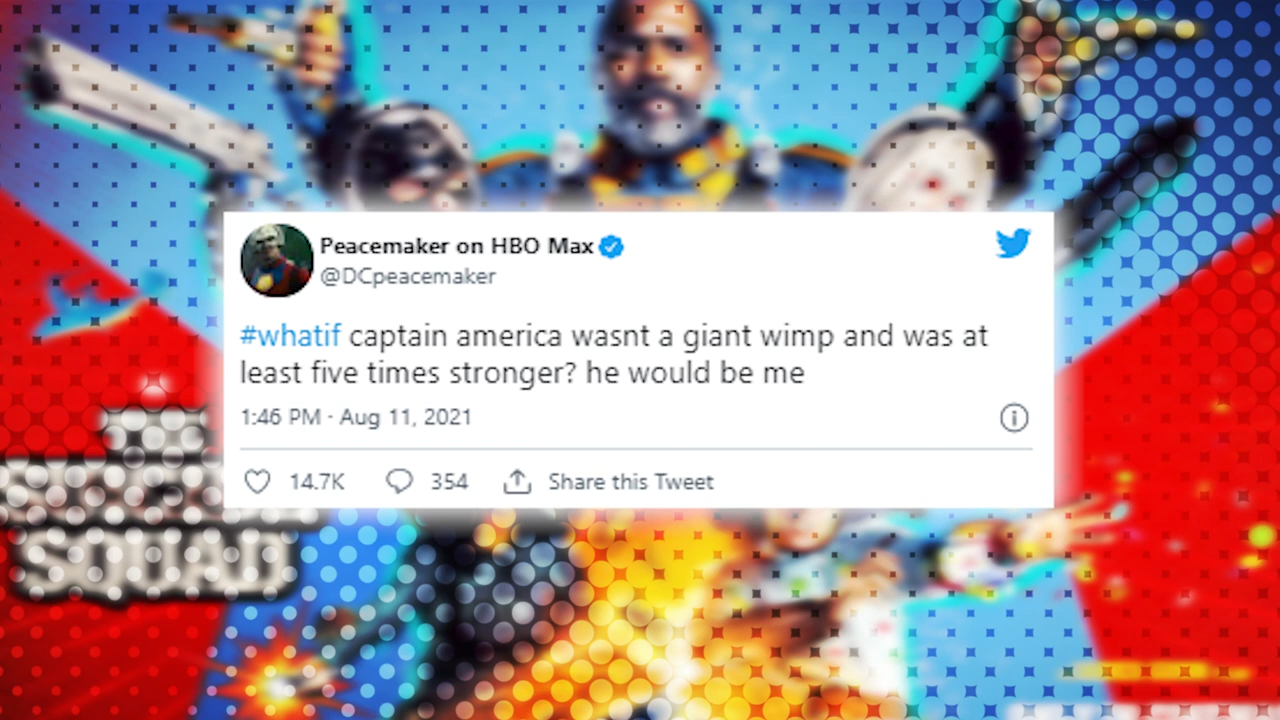 Peacemaker on HBO Max
@DCpeacemaker
#whatif captain america wasnt a giant wimp and was at
least five times stronger? he would be me
1:46 PM · Aug 11, 2021
14.7K 354 Share this Tweet
SQUAD